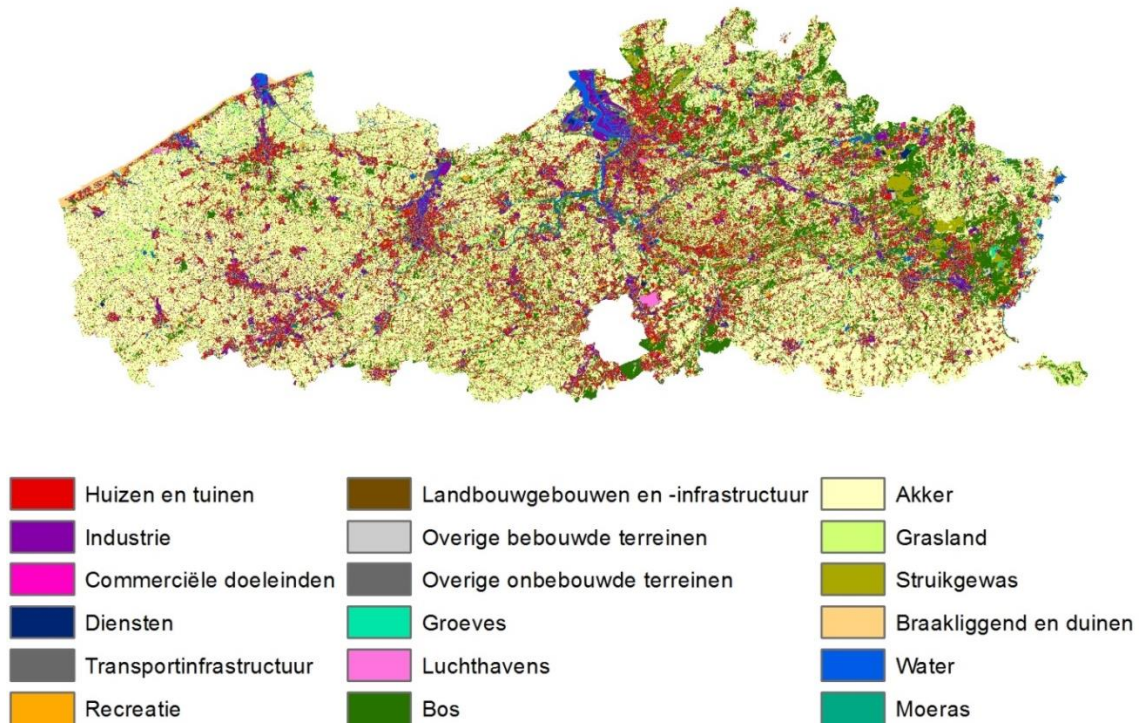 Huizen en tuinen
Industrie
Commerciële doeleinden
Diensten
Transportinfrastructuur
Recreatie
Landbouwgebouwen en -infrastructuur
Overige bebouwde terreinen
Overige onbebouwde terreinen
Groeves
Luchthavens
Bos
Akker
Grasland
Struikgewas
Braakliggend en duinen
Water
Moeras